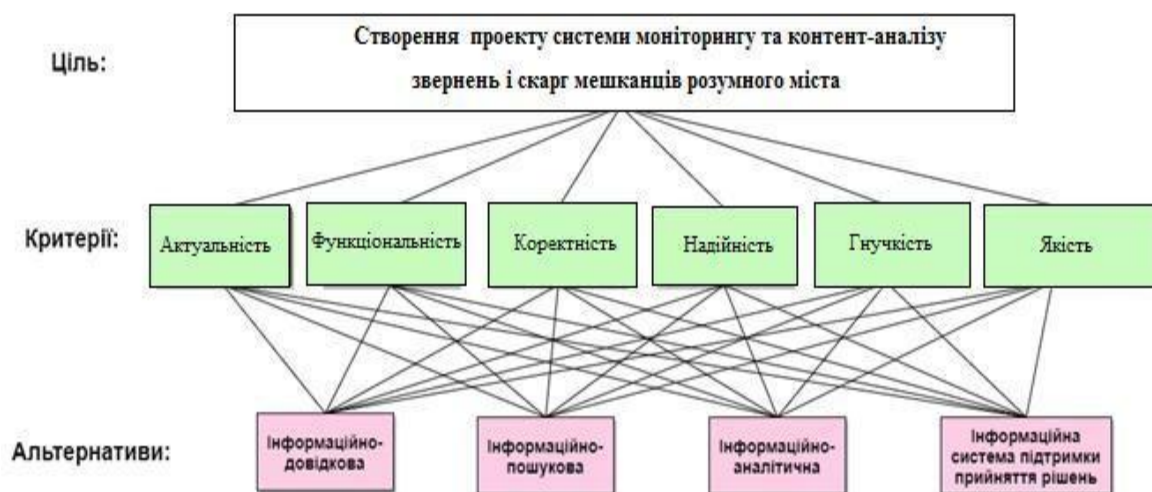 Ціль:
Створення проекту системи моніторингу та контент-аналізу
звернень і скарг мешканців розумного міста
Критерії:
Актуальність
Функціональність
Коректність
Надійність
Гнучкість
Якість
Альтернативи:
Інформаційно-
довідкова
Інформаційно-
пошукова
Інформаційно-
аналітична
Інформаційна
система підтримки
прийняття рішень